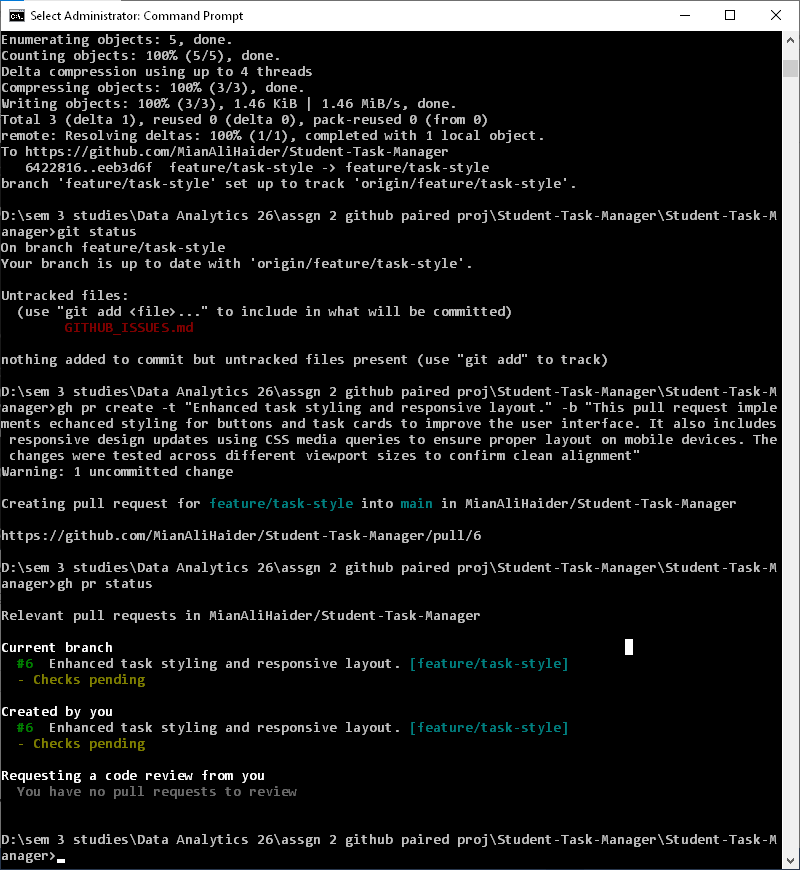 Select Administrator: Command Prompt
Enumerating objects: 5, done.
Counting objects: 100% (5/5), done.
Delta compression using up to 4 threads
Compressing objects: 100% (3/3), done.
Writing objects: 100% (3/3), 1.46 KiB | 1.46 MiB/s, done.
Total 3 (delta 1), reused 0 (delta 0), pack-reused 0 (from 0)
remote: Resolving deltas: 100% (1/1), completed with 1 local object.
To https://github.com/MianAliHaider/Student-Task-Manager
   6422816..eeb3d6f  feature/task-style -> feature/task-style
branch 'feature/task-style' set up to track 'origin/feature/task-style'.
D:\sem 3 studies\Data Analytics 26\assgn 2 github paired proj\Student-Task-Manager\Student-Task-M
anager>git status
On branch feature/task-style
Your branch is up to date with 'origin/feature/task-style'.
Untracked files:
  (use "git add <file>..." to include in what will be committed)
        GITHUB_ISSUES.md
nothing added to commit but untracked files present (use "git add" to track)
D:\sem 3 studies\Data Analytics 26\assgn 2 github paired proj\Student-Task-Manager\Student-Task-M
anager>gh pr create -t "Enhanced task styling and responsive layout." -b "This pull request imple
ments echanced styling for buttons and task cards to improve the user interface. It also includes
 responsive design updates using CSS media queries to ensure proper layout on mobile devices. The
 changes were tested across different viewport sizes to confirm clean alignment"
Warning: 1 uncommitted change
Creating pull request for feature/task-style into main in MianAliHaider/Student-Task-Manager
https://github.com/MianAliHaider/Student-Task-Manager/pull/6
D:\sem 3 studies\Data Analytics 26\assgn 2 github paired proj\Student-Task-Manager\Student-Task-M
anager>gh pr status
Relevant pull requests in MianAliHaider/Student-Task-Manager
Current branch
  #6  Enhanced task styling and responsive layout. [feature/task-style]
  - Checks pending
Created by you
  #6  Enhanced task styling and responsive layout. [feature/task-style]
  - Checks pending
Requesting a code review from you
  You have no pull requests to review
D:\sem 3 studies\Data Analytics 26\assgn 2 github paired proj\Student-Task-Manager\Student-Task-M
anager>